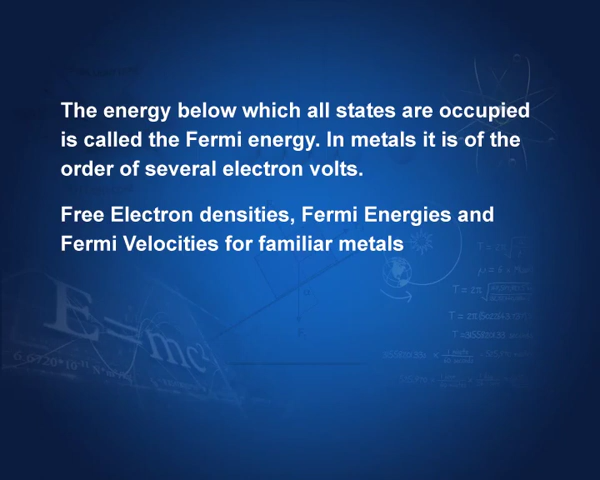 The energy below which all states are occupied
is called the Fermi energy. In metals it is of the
order of several electron volts.
Free Electron densities, Fermi Energies and
Fermi Velocities for familiar metals
E=mc²